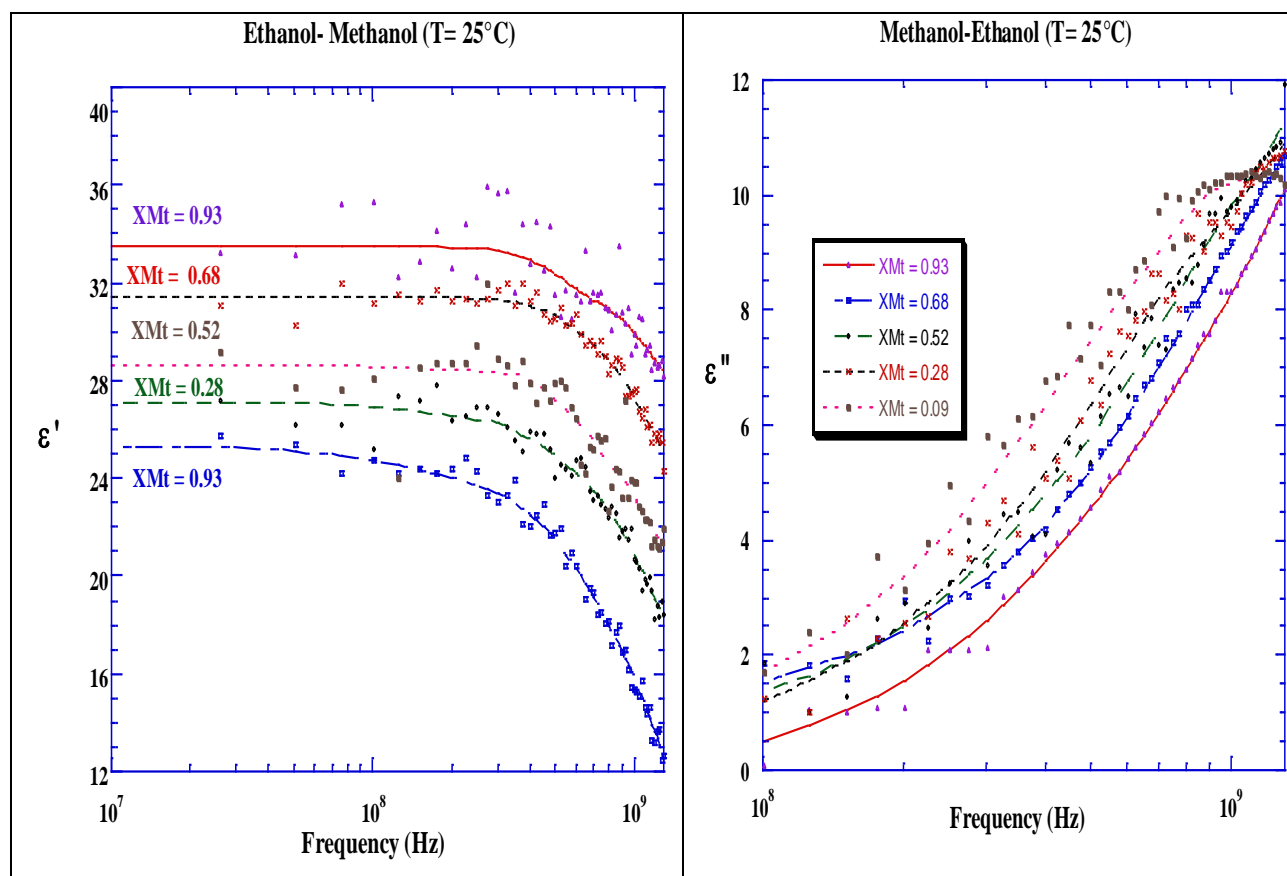 Ethanol- Methanol (T= 25°C)
40
36
32
28
24
20
16
12
ε'
XMt = 0.93
XMt = 0.68
XMt = 0.52
XMt = 0.28
XMt = 0.93
10⁷
10⁸
10⁹
Frequency (Hz)
Methanol-Ethanol (T= 25°C)
12
10
8
6
4
2
0
ε"
XMt = 0.93
XMt = 0.68
XMt = 0.52
XMt = 0.28
XMt = 0.09
10⁸
10⁹
Frequency (Hz)